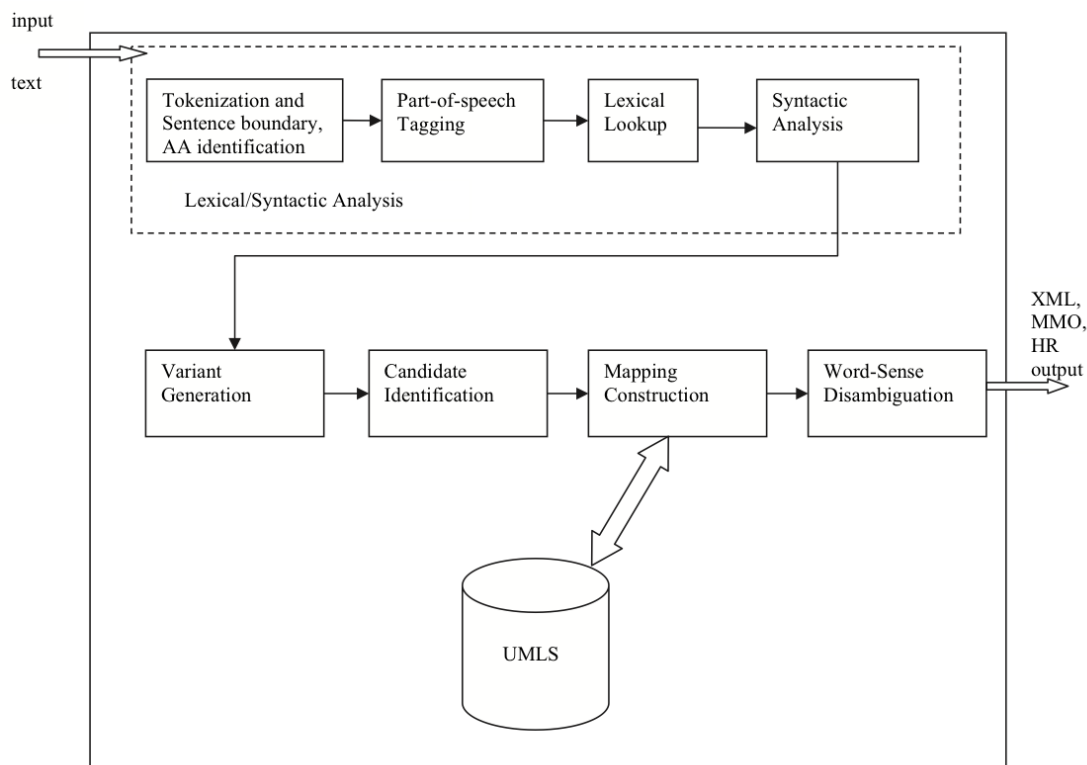 input
text
Tokenization and
Sentence boundary,
AA identification
Part-of-speech
Tagging
Lexical
Lookup
Syntactic
Analysis
Lexical/Syntactic Analysis
Variant
Generation
Candidate
Identification
Mapping
Construction
Word-Sense
Disambiguation
XML,
MMO,
HR
output
UMLS